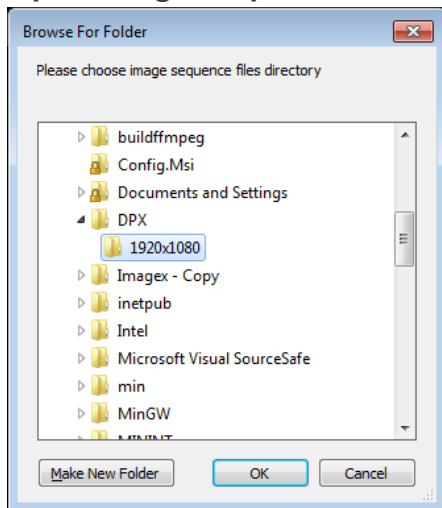 Browse For Folder
Please choose image sequence files directory
buildffmpeg
Config.Msi
Documents and Settings
DPX
1920x1080
Imagex - Copy
inetpub
Intel
Microsoft Visual SourceSafe
min
MinGW
Make New Folder
OK
Cancel